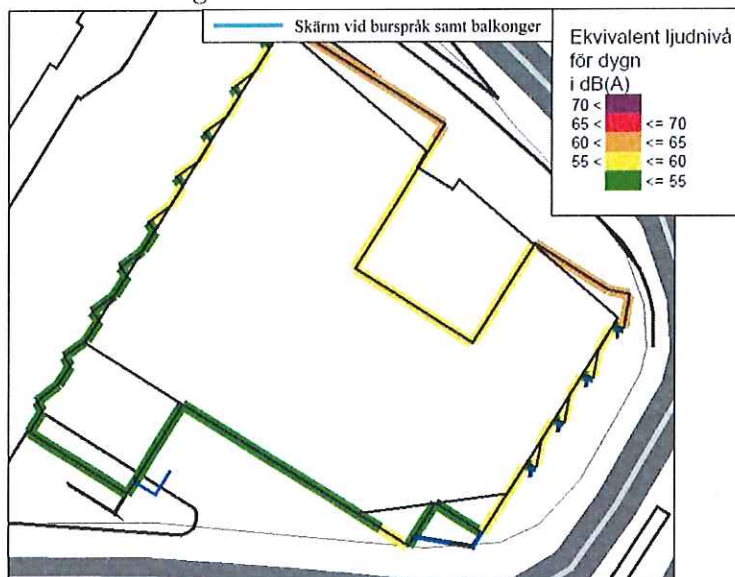 Skärm vid burspråk samt balkonger
Ekvivalent ljudnivå
för dygn
i dB(A)
70 <
65 < <= 70
60 < <= 65
55 < <= 60
<= 55